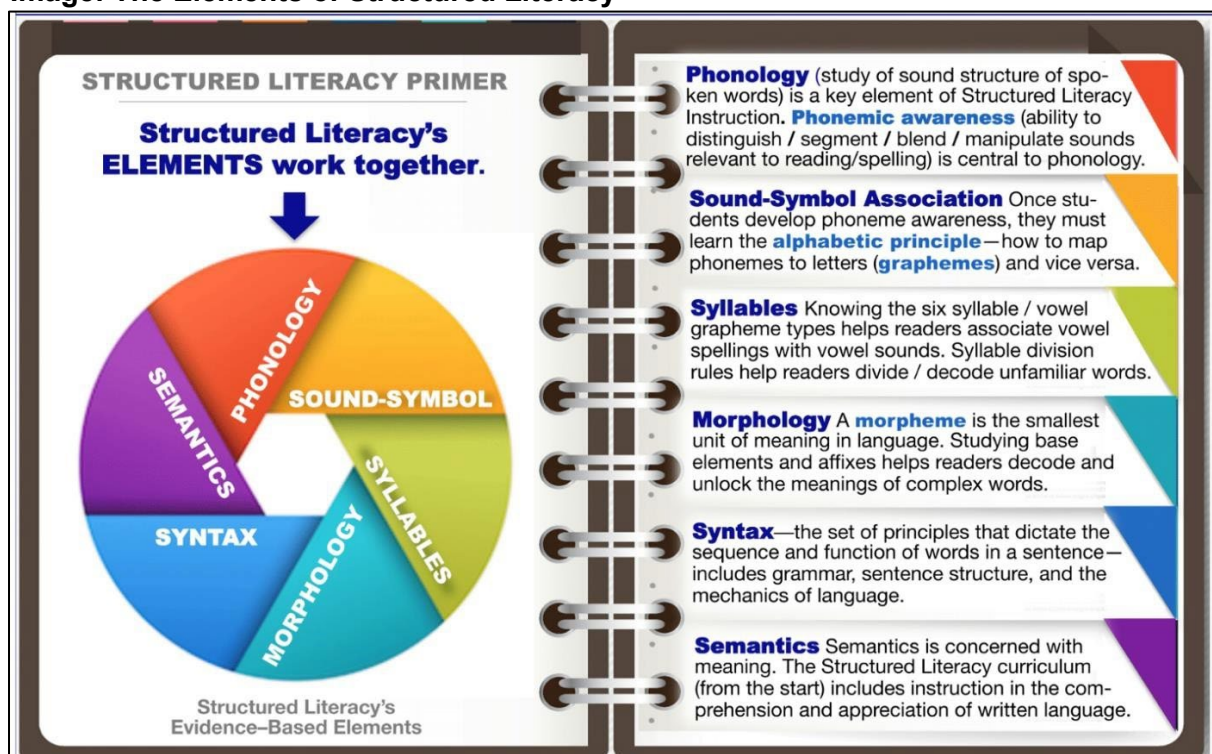 Image: The Elements of Structured Literacy
STRUCTURED LITERACY PRIMER
Structured Literacy's
ELEMENTS work together.
PHONOLOGY
SOUND-SYMBOL
SYLLABLES
MORPHOLOGY
SYNTAX
SEMANTICS
Structured Literacy's
Evidence–Based Elements
Phonology (study of sound structure of spo-
ken words) is a key element of Structured Literacy
Instruction. Phonemic awareness (ability to
distinguish / segment / blend / manipulate sounds
relevant to reading/spelling) is central to phonology.
Sound-Symbol Association Once stu-
dents develop phoneme awareness, they must
learn the alphabetic principle—how to map
phonemes to letters (graphemes) and vice versa.
Syllables Knowing the six syllable / vowel
grapheme types helps readers associate vowel
spellings with vowel sounds. Syllable division
rules help readers divide / decode unfamiliar words.
Morphology A morpheme is the smallest
unit of meaning in language. Studying base
elements and affixes helps readers decode and
unlock the meanings of complex words.
Syntax—the set of principles that dictate the
sequence and function of words in a sentence—
includes grammar, sentence structure, and the
mechanics of language.
Semantics Semantics is concerned with
meaning. The Structured Literacy curriculum
(from the start) includes instruction in the com-
prehension and appreciation of written language.